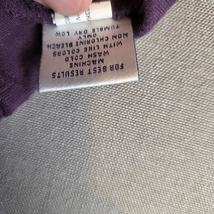 FOR BEST RESULTS
MACHINE
WASH COLD
WITH LIKE COLORS
NON CHLORINE BLEACH
ONLY
TUMBLE DRY LOW